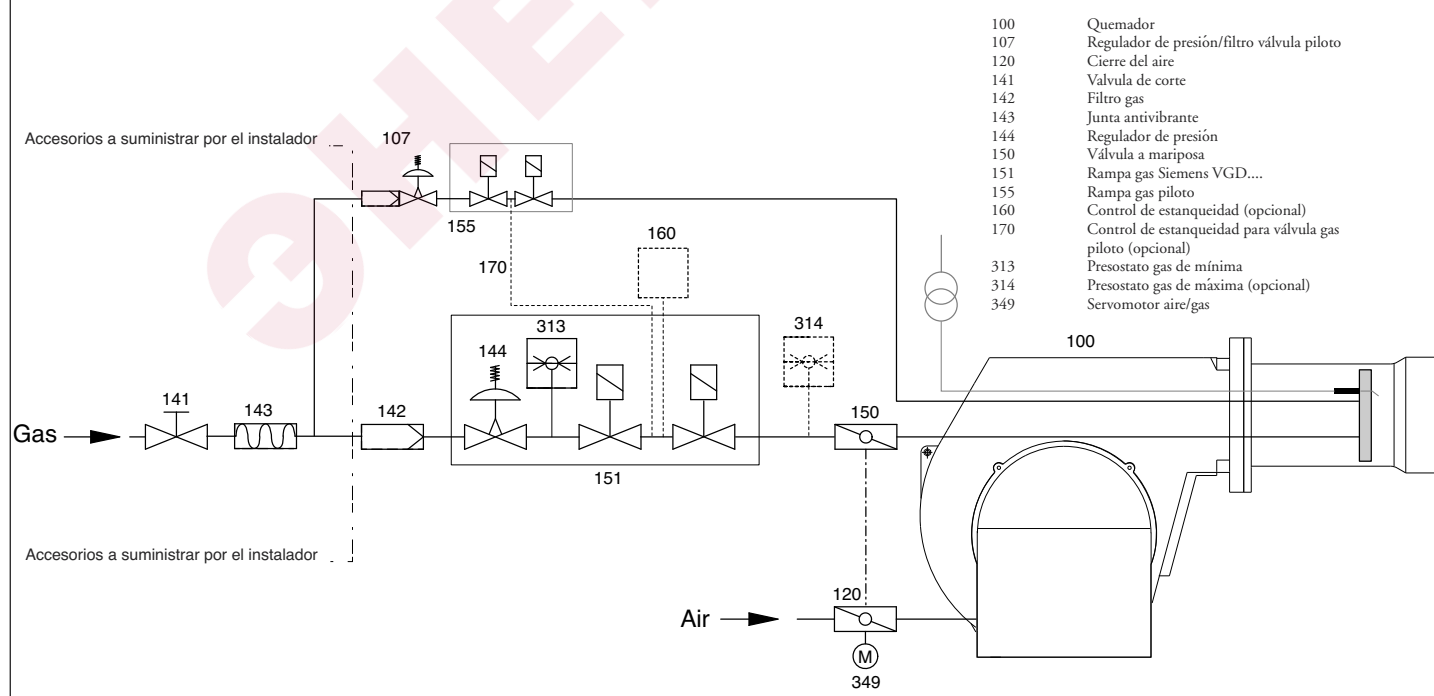 100 Quemador
107 Regulador de presión/filtro válvula piloto
120 Cierre del aire
141 Valvula de corte
142 Filtro gas
143 Junta antivibrante
144 Regulador de presión
150 Válvula a mariposa
151 Rampa gas Siemens VGD....
155 Rampa gas piloto
160 Control de estanqueidad (opcional)
170 Control de estanqueidad para válvula gas
piloto (opcional)
313 Presostato gas de mínima
314 Presostato gas de máxima (opcional)
349 Servomotor aire/gas
Accesorios a suministrar por el instalador
107
155
160
170
313
314
100
144
141
143
142
150
Gas
151
Accesorios a suministrar por el instalador
120
Air
M
349
ЭНЕ